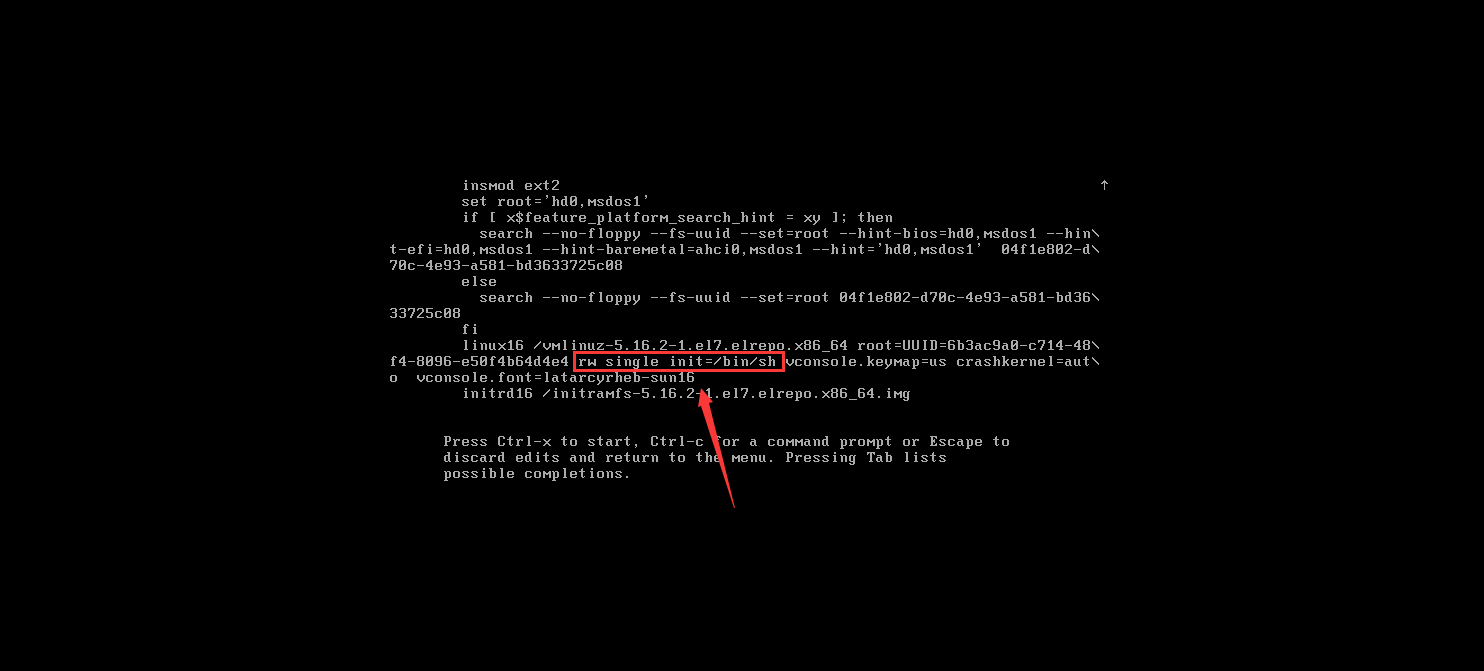 insmod ext2 ↑
set root='hd0,msdos1'
if [ x$feature_platform_search_hint = xy ]; then
search --no-floppy --fs-uuid --set=root --hint-bios=hd0,msdos1 --hin\
t-efi=hd0,msdos1 --hint-baremetal=ahci0,msdos1 --hint='hd0,msdos1'  04f1e802-d\
70c-4e93-a581-bd3633725c08
else
search --no-floppy --fs-uuid --set=root 04f1e802-d70c-4e93-a581-bd36\
33725c08
fi
linux16 /vmlinuz-5.16.2-1.el7.elrepo.x86_64 root=UUID=6b3ac9a0-c714-48\
f4-8096-e50f4b64d4e4 rw single init=/bin/sh vconsole.keymap=us crashkernel=aut\
o  vconsole.font=latarcyrheb-sun16
initrd16 /initramfs-5.16.2-1.el7.elrepo.x86_64.img
Press Ctrl-x to start, Ctrl-c for a command prompt or Escape to
discard edits and return to the menu. Pressing Tab lists
possible completions.